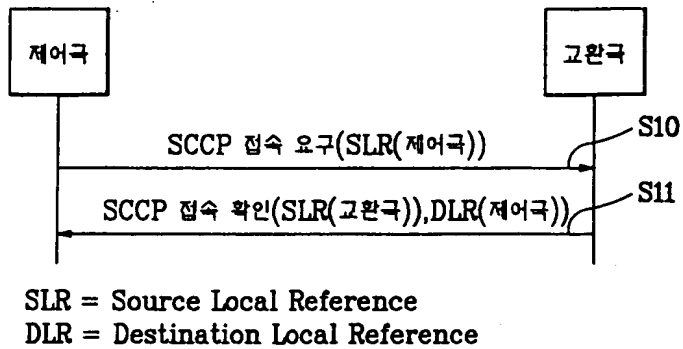 제어국
교환국
SCCP 접속 요구(SLR(제어국))
S10
S11
SCCP 접속 확인(SLR(교환국)),DLR(제어국))
SLR = Source Local Reference
DLR = Destination Local Reference